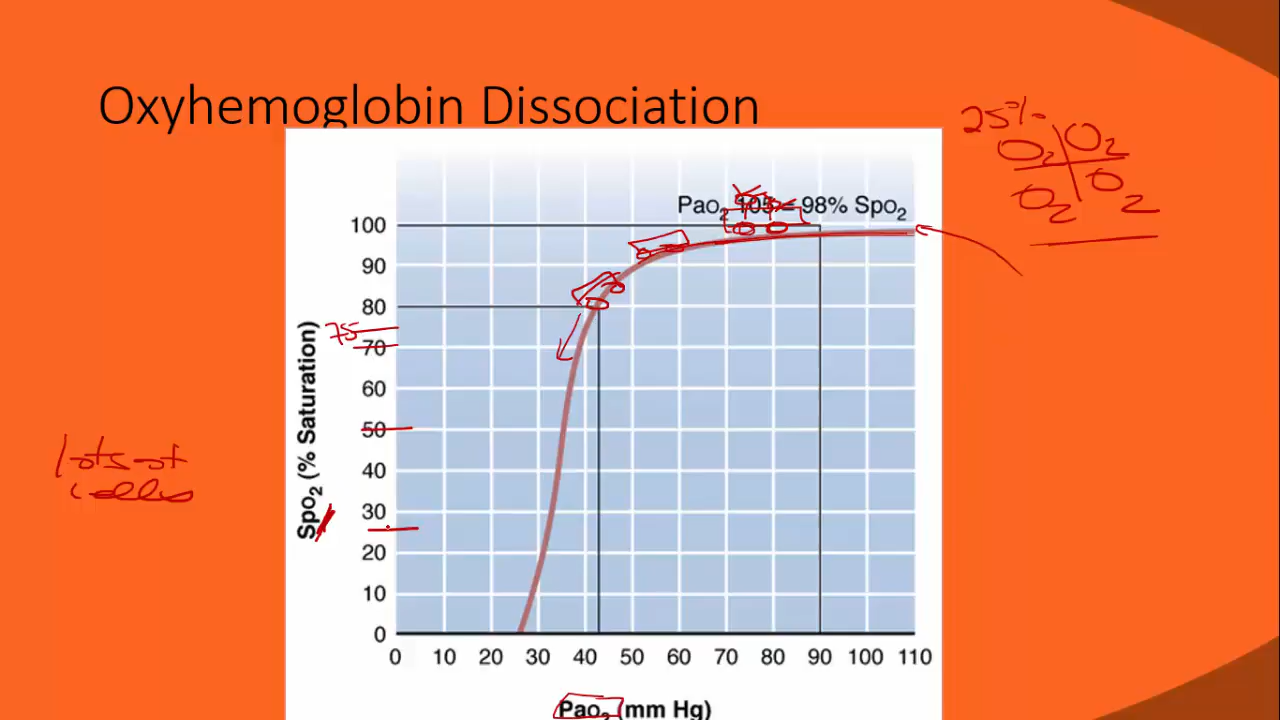 Oxyhemoglobin Dissociation
25%
O2 O2
O2 O2
Pao2 105 = 98% Spo2
100
90
80
75
70
60
50
40
30
20
10
0
Spo2 (% Saturation)
lots of
cells
0 10 20 30 40 50 60 70 80 90 100 110
Pao2 (mm Hg)